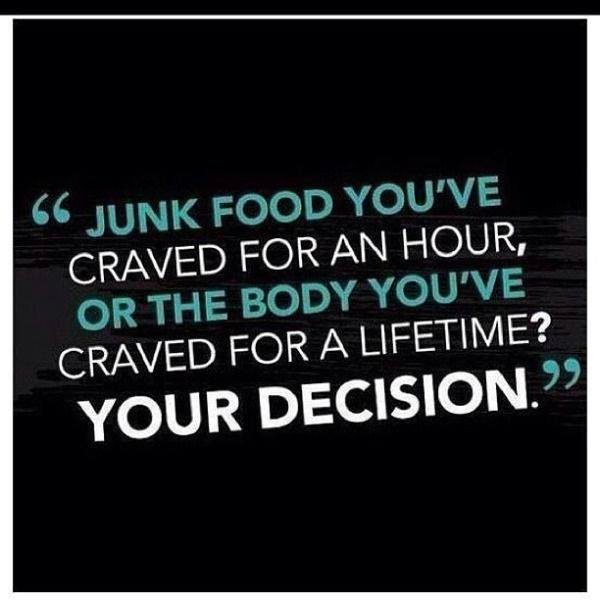 “ JUNK FOOD YOU'VE
CRAVED FOR AN HOUR,
OR THE BODY YOU'VE
CRAVED FOR A LIFETIME?
YOUR DECISION.”